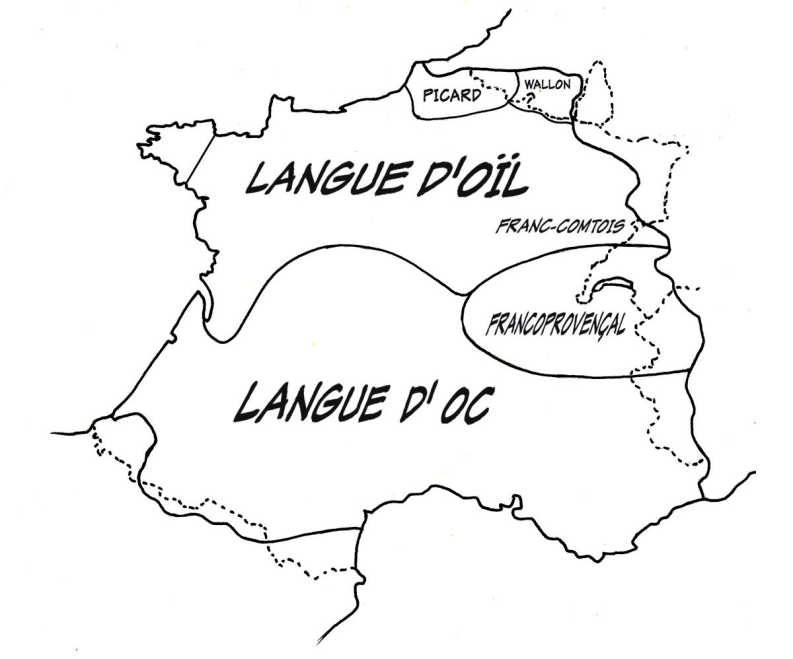 PICARD
WALLON
?
LANGUE D'OÏL
FRANC-COMTOIS
FRANCOPROVENÇAL
LANGUE D'OC